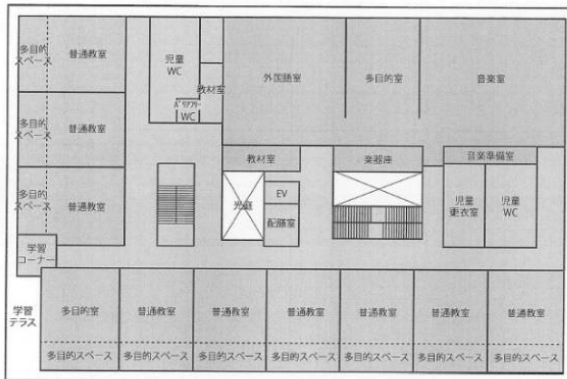 多目的
スペース
普通教室
児童
WC
教材室
バリアフリー
WC
外国語室
多目的室
音楽室
多目的
スペース
普通教室
多目的
スペース
普通教室
教材室
楽器庫
音楽準備室
光庭
EV
配膳室
児童
更衣室
児童
WC
学習
コーナー
学習
テラス
多目的室
普通教室
普通教室
普通教室
普通教室
普通教室
普通教室
多目的スペース
多目的スペース
多目的スペース
多目的スペース
多目的スペース
多目的スペース
多目的スペース